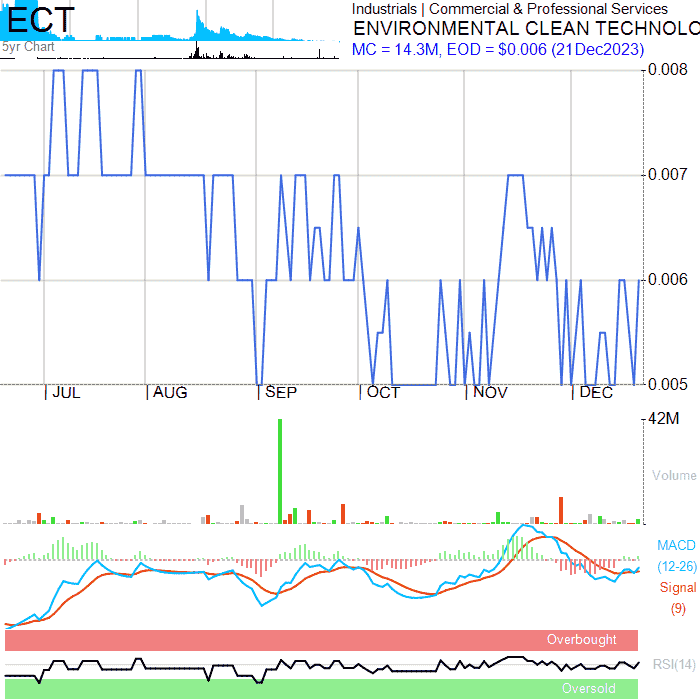 ECT
Industrials | Commercial & Professional Services
ENVIRONMENTAL CLEAN TECHNOLO
5yr Chart
MC = 14.3M, EOD = $0.006 (21Dec2023)
0.008
0.007
0.006
0.005
JUL
AUG
SEP
OCT
NOV
DEC
42M
Volume
MACD
(12-26)
Signal
(9)
Overbought
RSI(14)
Oversold